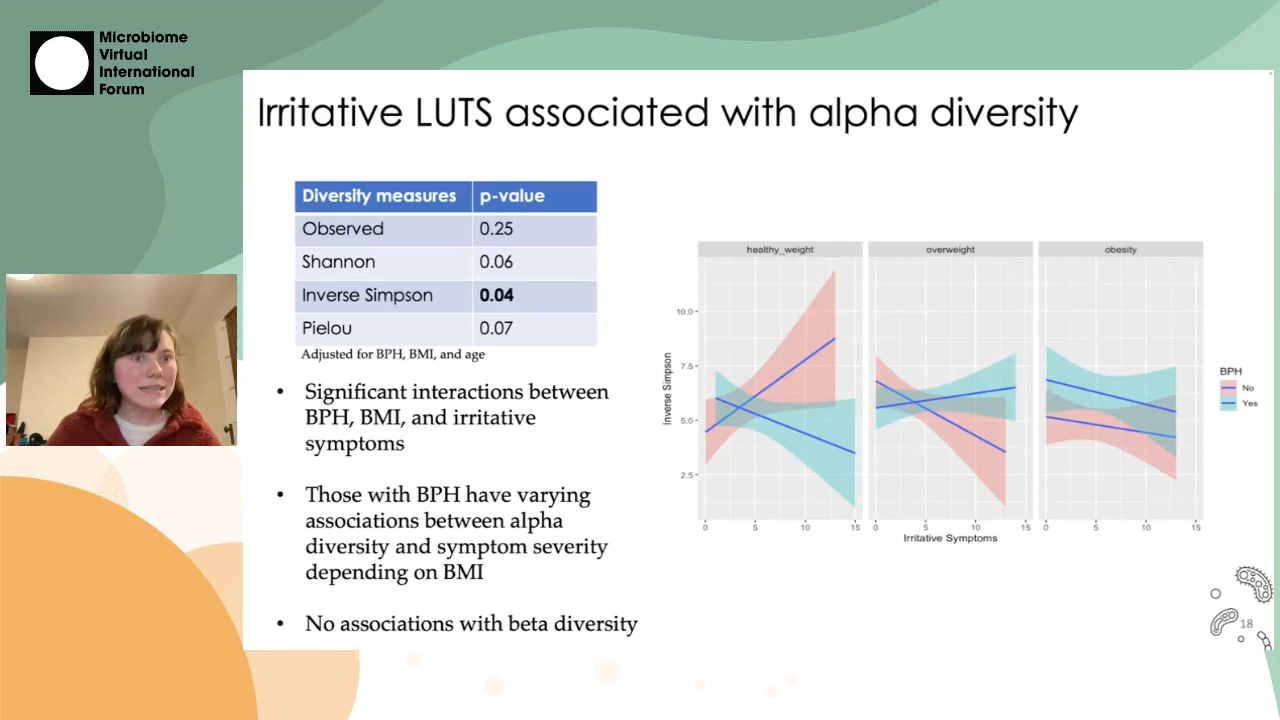 Microbiome
Virtual
International
Forum
Irritative LUTS associated with alpha diversity
Diversity measures p-value
Observed 0.25
Shannon 0.06
Inverse Simpson 0.04
Pielou 0.07
Adjusted for BPH, BMI, and age
• Significant interactions between
BPH, BMI, and irritative
symptoms
• Those with BPH have varying
associations between alpha
diversity and symptom severity
depending on BMI
• No associations with beta diversity
healthy_weight overweight obesity
10.0
7.5
5.0
2.5
Inverse Simpson
0 5 10 15 0 5 10 15 0 5 10 15
Irritative Symptoms
BPH
No
Yes
18